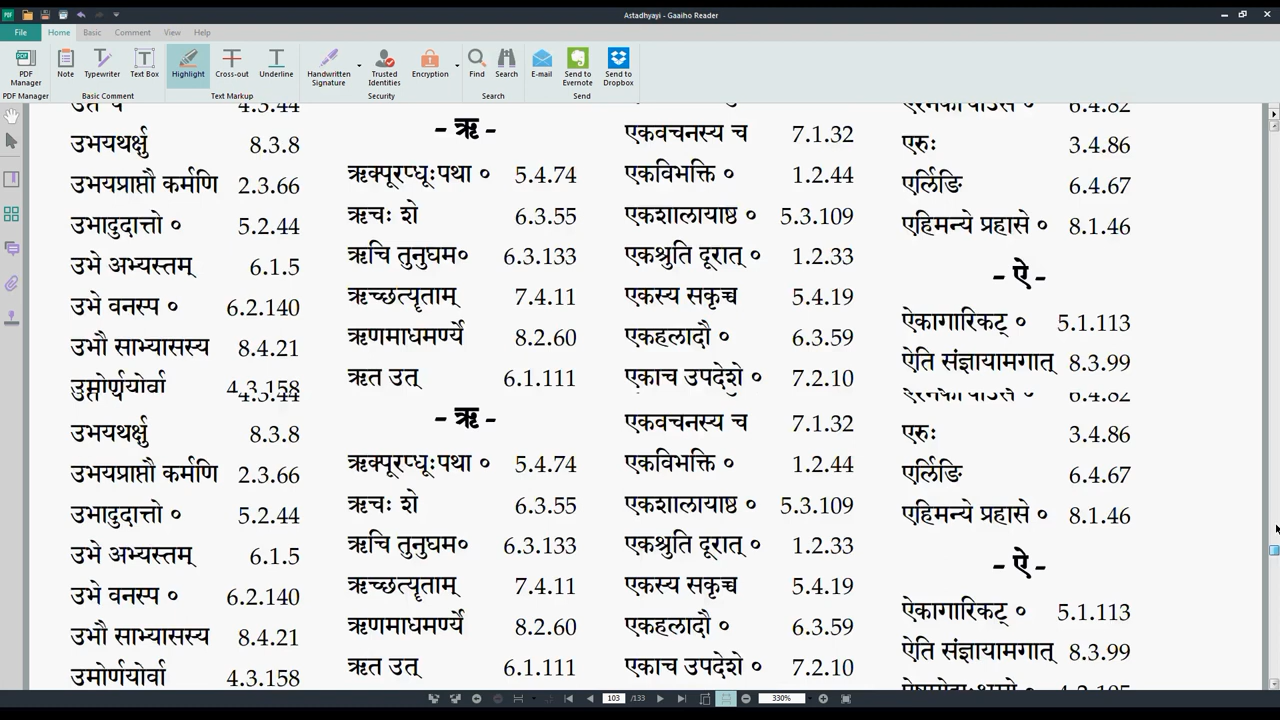 Astadhyayi - Gaaiho Reader
File Home Basic Comment View Help
PDF Manager Note Typewriter Text Box Highlight Cross-out Underline Handwritten Signature Trusted Identities Encryption Find Search E-mail Send to Evernote Send to Dropbox
PDF Manager Basic Comment Text Markup Security Search Send
4.3.44
उभयथर्क्षु 8.3.8
उभयप्राप्तौ कर्मणि 2.3.66
उभादुदात्तो ० 5.2.44
उभे अभ्यस्तम् 6.1.5
उभे वनस्प ० 6.2.140
उभौ साभ्यासस्य 8.4.21
उमोर्णयोर्वा 4.3.158
उभयथर्क्षु 8.3.8
उभयप्राप्तौ कर्मणि 2.3.66
उभादुदात्तो ० 5.2.44
उभे अभ्यस्तम् 6.1.5
उभे वनस्प ० 6.2.140
उभौ साभ्यासस्य 8.4.21
उमोर्णयोर्वा 4.3.158
- ऋ -
ऋक्पूरप्धूःपथा ० 5.4.74
ऋचः शे 6.3.55
ऋचि तुनुघम० 6.3.133
ऋच्छत्यॄताम् 7.4.11
ऋणमाधमर्ण्ये 8.2.60
ऋत उत् 6.1.111
- ऋ -
ऋक्पूरप्धूःपथा ० 5.4.74
ऋचः शे 6.3.55
ऋचि तुनुघम० 6.3.133
ऋच्छत्यॄताम् 7.4.11
ऋणमाधमर्ण्ये 8.2.60
ऋत उत् 6.1.111
एकवचनस्य च 7.1.32
एकविभक्ति ० 1.2.44
एकशालायाष्ठ ० 5.3.109
एकश्रुति दूरात् ० 1.2.33
एकस्य सकृच्च 5.4.19
एकहलादौ ० 6.3.59
एकाच उपदेशे ० 7.2.10
एकवचनस्य च 7.1.32
एकविभक्ति ० 1.2.44
एकशालायाष्ठ ० 5.3.109
एकश्रुति दूरात् ० 1.2.33
एकस्य सकृच्च 5.4.19
एकहलादौ ० 6.3.59
एकाच उपदेशे ० 7.2.10
6.4.82
एरुः 3.4.86
एर्लिङि 6.4.67
एहिमन्ये प्रहासे ० 8.1.46
- ऐ -
ऐकागारिकट् ० 5.1.113
ऐति संज्ञायामगात् 8.3.99
6.4.82
एरुः 3.4.86
एर्लिङि 6.4.67
एहिमन्ये प्रहासे ० 8.1.46
- ऐ -
ऐकागारिकट् ० 5.1.113
ऐति संज्ञायामगात् 8.3.99
103 /133 330%